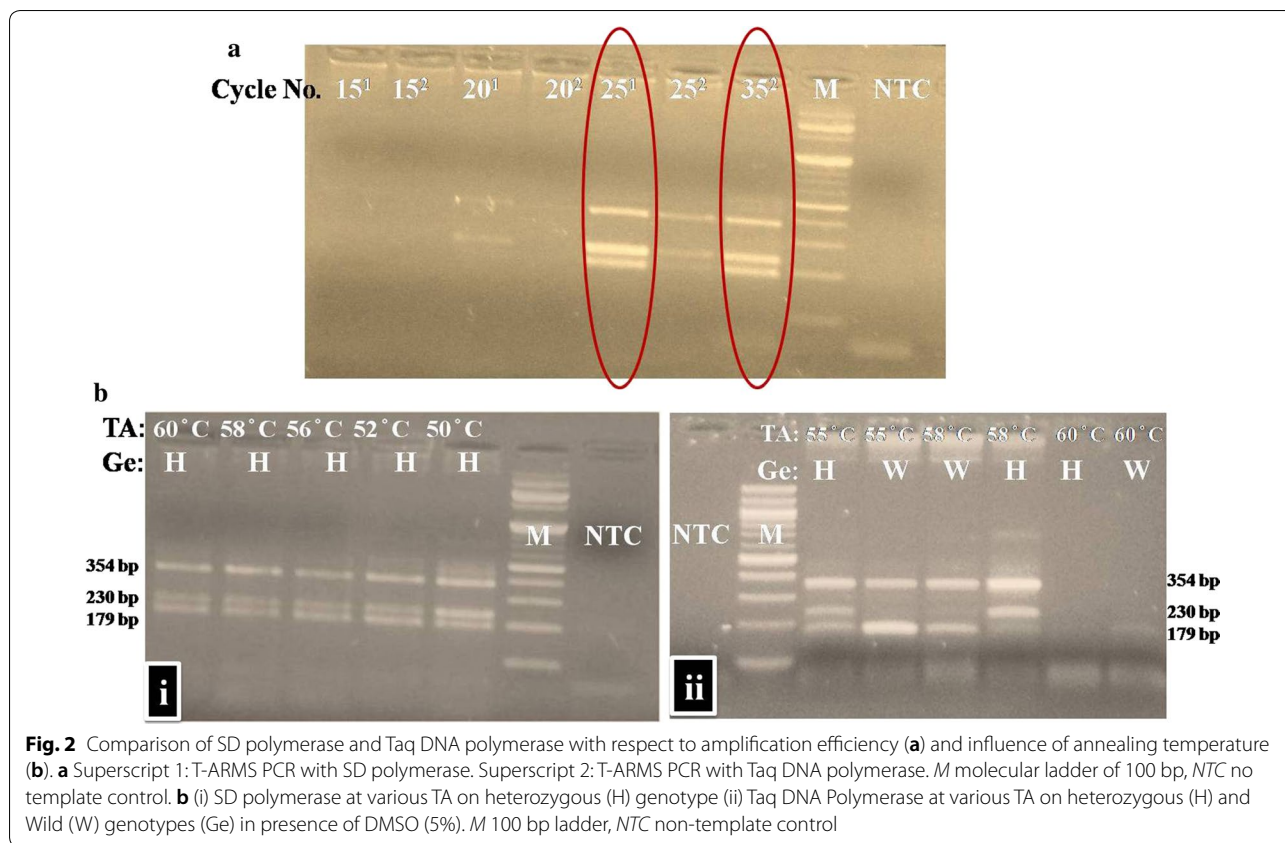 a
Cycle No. 15¹ 15² 20¹ 20² 25¹ 25² 35² M NTC
b
TA: 60°C 58°C 56°C 52°C 50°C
Ge: H H H H H
M NTC
354 bp
230 bp
179 bp
i
TA: 55°C 55°C 58°C 58°C 60°C 60°C
Ge: H W W H H W
NTC M
354 bp
230 bp
179 bp
ii
Fig. 2 Comparison of SD polymerase and Taq DNA polymerase with respect to amplification efficiency (a) and influence of annealing temperature
(b). a Superscript 1: T-ARMS PCR with SD polymerase. Superscript 2: T-ARMS PCR with Taq DNA polymerase. M molecular ladder of 100 bp, NTC no
template control. b (i) SD polymerase at various TA on heterozygous (H) genotype (ii) Taq DNA Polymerase at various TA on heterozygous (H) and
Wild (W) genotypes (Ge) in presence of DMSO (5%). M 100 bp ladder, NTC non-template control